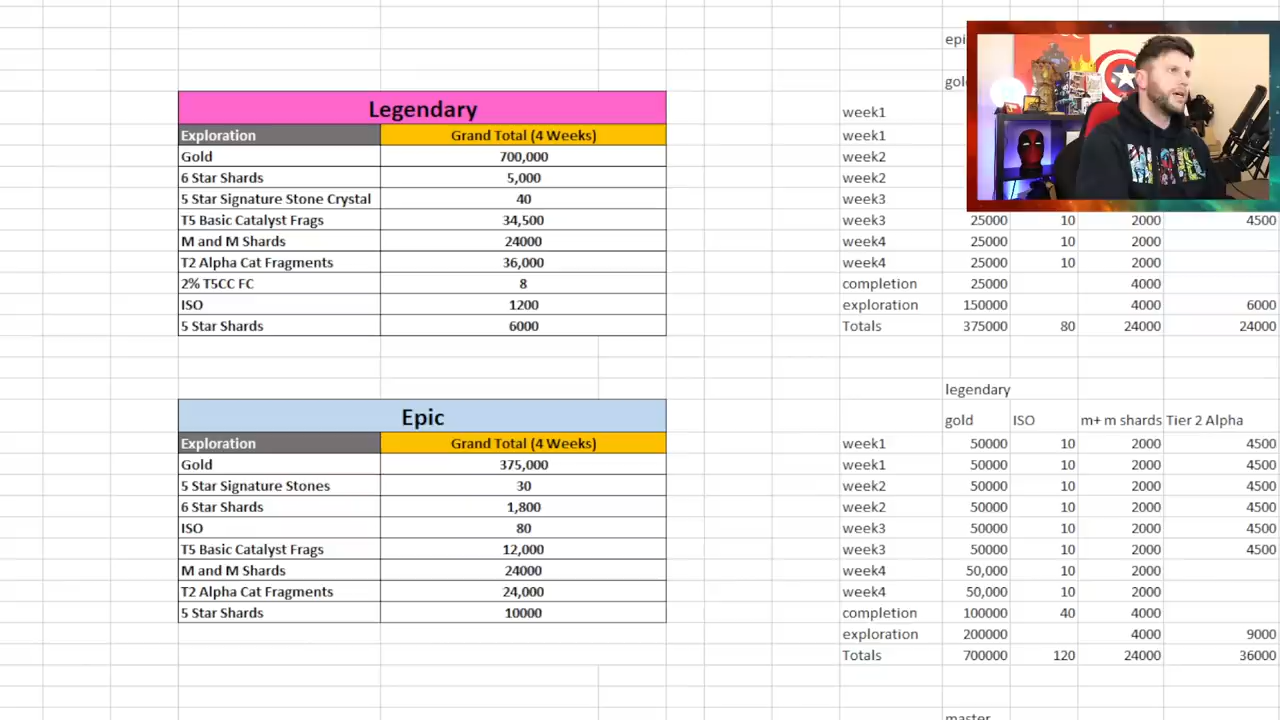 Legendary
Exploration Grand Total (4 Weeks)
Gold 700,000
6 Star Shards 5,000
5 Star Signature Stone Crystal 40
T5 Basic Catalyst Frags 34,500
M and M Shards 24000
T2 Alpha Cat Fragments 36,000
2% T5CC FC 8
ISO 1200
5 Star Shards 6000
Epic
Exploration Grand Total (4 Weeks)
Gold 375,000
5 Star Signature Stones 30
6 Star Shards 1,800
ISO 80
T5 Basic Catalyst Frags 12,000
M and M Shards 24000
T2 Alpha Cat Fragments 24,000
5 Star Shards 10000
week1
week1
week2
week2
week3
week3 25000 10 2000 4500
week4 25000 10 2000
week4 25000 10 2000
completion 25000 4000
exploration 150000 4000 6000
Totals 375000 80 24000 24000
legendary
gold ISO m+ m shards Tier 2 Alpha
week1 50000 10 2000 4500
week1 50000 10 2000 4500
week2 50000 10 2000 4500
week2 50000 10 2000 4500
week3 50000 10 2000 4500
week3 50000 10 2000 4500
week4 50,000 10 2000
week4 50,000 10 2000
completion 100000 40 4000
exploration 200000 4000 9000
Totals 700000 120 24000 36000
master